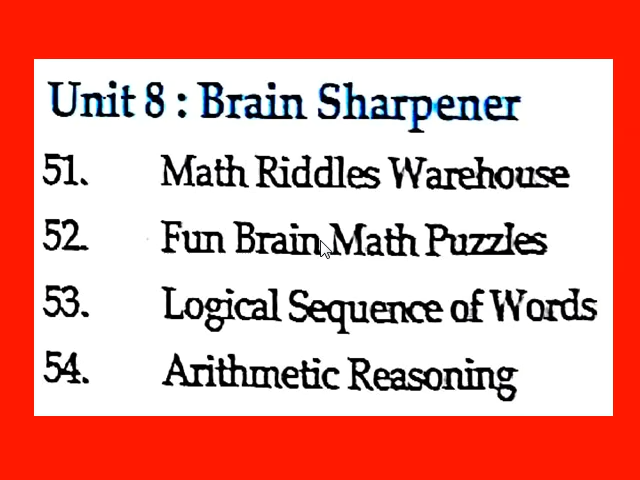 Unit 8 : Brain Sharpener
51. Math Riddles Warehouse
52. Fun Brain Math Puzzles
53. Logical Sequence of Words
54. Arithmetic Reasoning